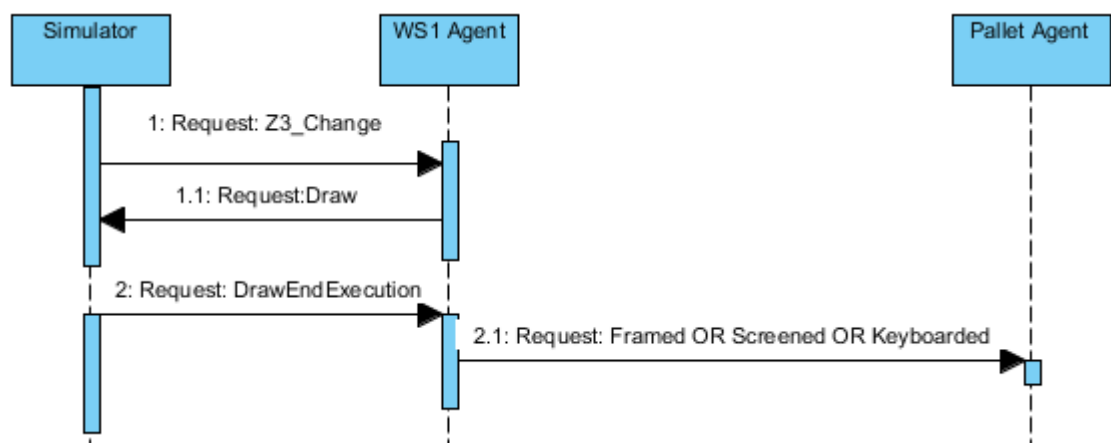 Simulator
WS1 Agent
Pallet Agent
1: Request: Z3_Change
1.1: Request:Draw
2: Request: DrawEndExecution
2.1: Request: Framed OR Screened OR Keyboarded